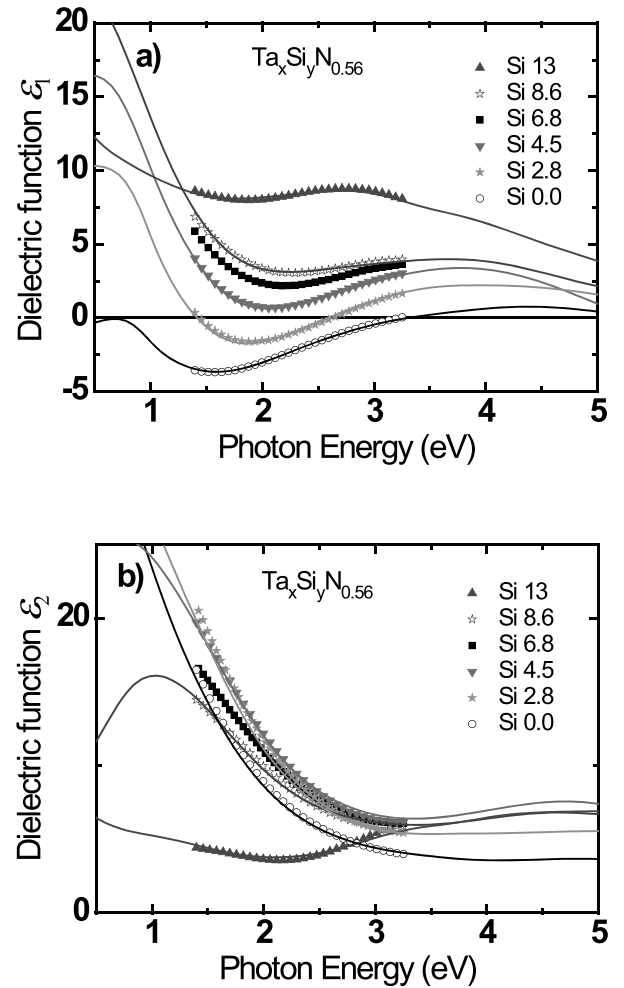 20
15
10
5
0
-5
Dielectric function ε₁
a)
TaₓSiᵧN₀.₅₆
Si 13
Si 8.6
Si 6.8
Si 4.5
Si 2.8
Si 0.0
1 2 3 4 5
Photon Energy (eV)
20
0
Dielectric function ε₂
b)
TaₓSiᵧN₀.₅₆
Si 13
Si 8.6
Si 6.8
Si 4.5
Si 2.8
Si 0.0
1 2 3 4 5
Photon Energy (eV)